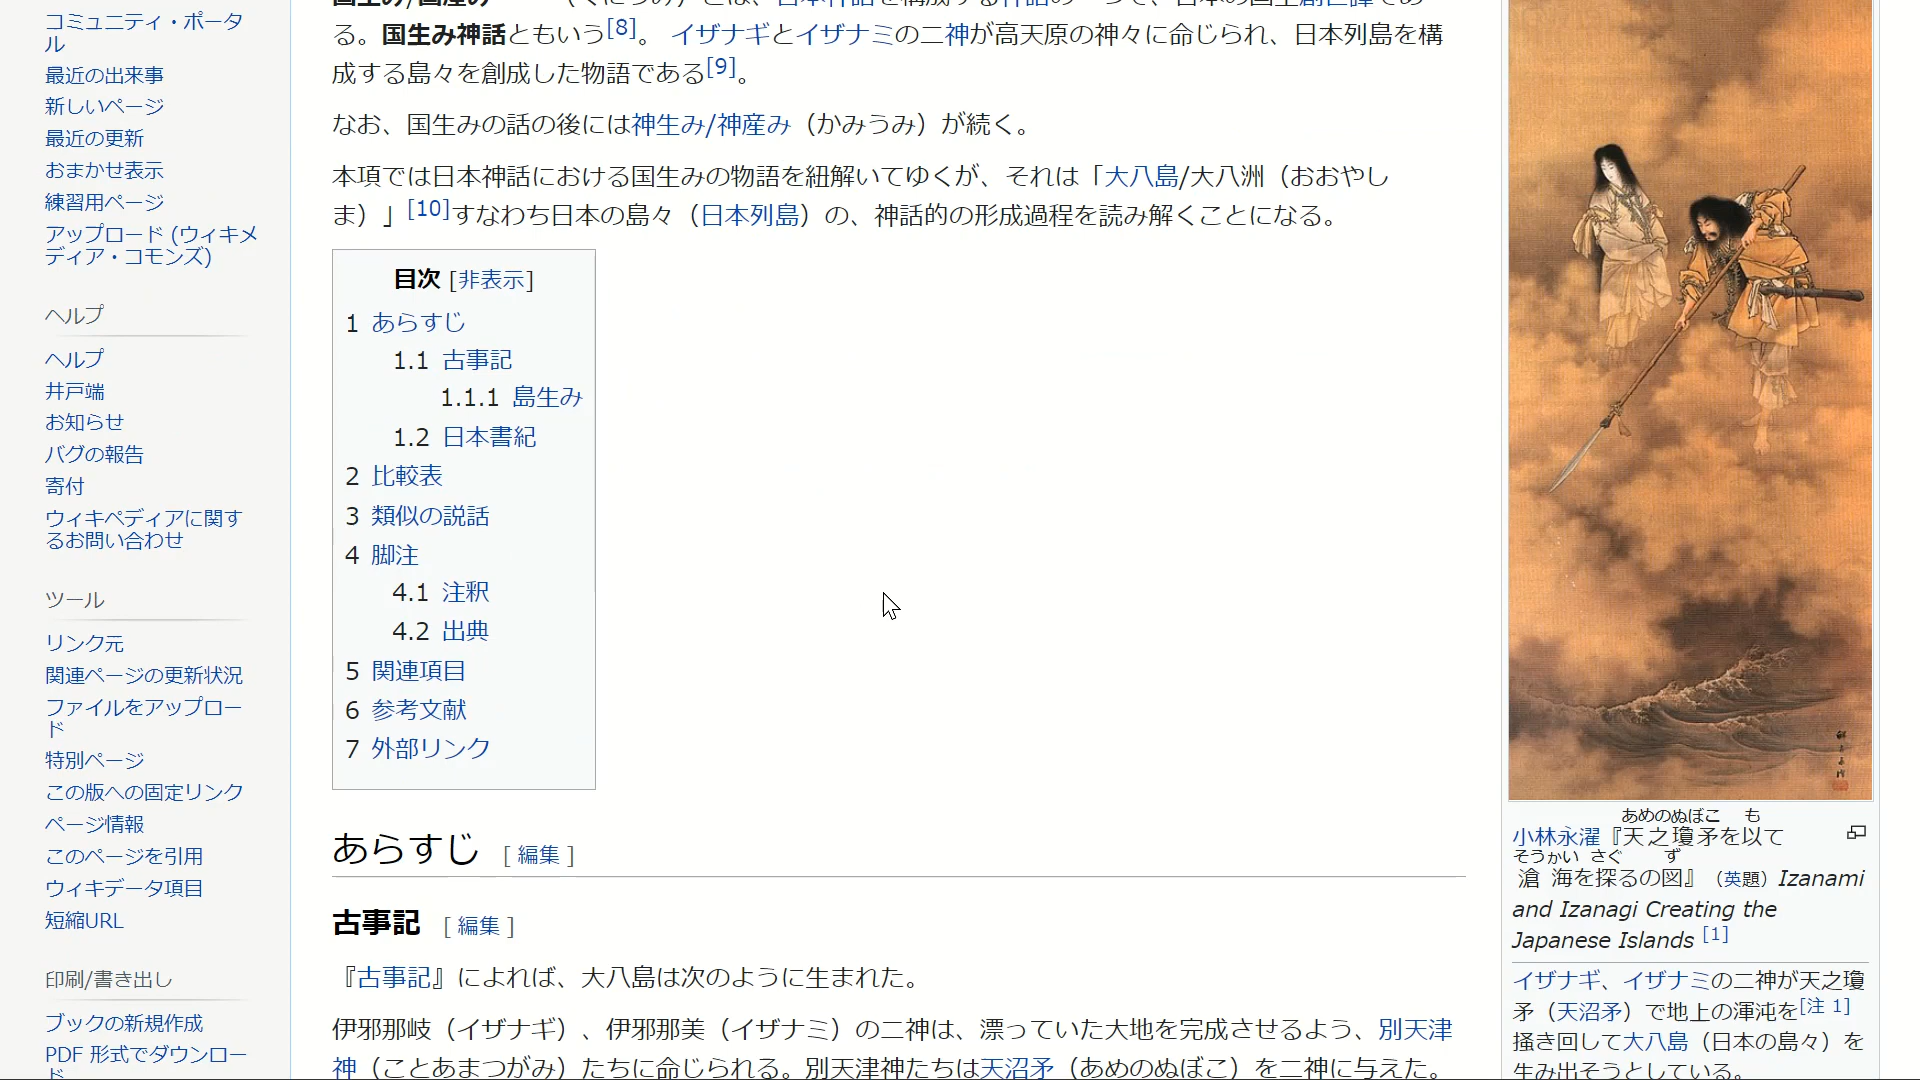 コミュニティ・ポータ
ル
最近の出来事
新しいページ
最近の更新
おまかせ表示
練習用ページ
アップロード (ウィキメ
ディア・コモンズ)
ヘルプ
ヘルプ
井戸端
お知らせ
バグの報告
寄付
ウィキペディアに関す
るお問い合わせ
ツール
リンク元
関連ページの更新状況
ファイルをアップロー
ド
特別ページ
この版への固定リンク
ページ情報
このページを引用
ウィキデータ項目
短縮URL
印刷/書き出し
ブックの新規作成
PDF 形式でダウンロー
ド
る。国生み神話ともいう[8]。 イザナギとイザナミの二神が高天原の神々に命じられ、日本列島を構
成する島々を創成した物語である[9]。
なお、国生みの話の後には神生み/神産み（かみうみ）が続く。
本項では日本神話における国生みの物語を紐解いてゆくが、それは「大八島/大八洲（おおやし
ま）」[10]すなわち日本の島々（日本列島）の、神話的の形成過程を読み解くことになる。
目次 [非表示]
1 あらすじ
1.1 古事記
1.1.1 島生み
1.2 日本書紀
2 比較表
3 類似の説話
4 脚注
4.1 注釈
4.2 出典
5 関連項目
6 参考文献
7 外部リンク
あらすじ [ 編集 ]
古事記 [ 編集 ]
『古事記』によれば、大八島は次のように生まれた。
伊邪那岐（イザナギ）、伊邪那美（イザナミ）の二神は、漂っていた大地を完成させるよう、別天津
神（ことあまつがみ）たちに命じられる。別天津神たちは天沼矛（あめのぬぼこ）を二神に与えた。
あめのぬぼこ も
小林永濯『天之瓊矛を以て
そうかい さぐ ず
滄海を探るの図』（英題）Izanami
and Izanagi Creating the
Japanese Islands [1]
イザナギ、イザナミの二神が天之瓊
矛（天沼矛）で地上の渾沌を[注 1]
掻き回して大八島（日本の島々）を
生み出そうとしている。